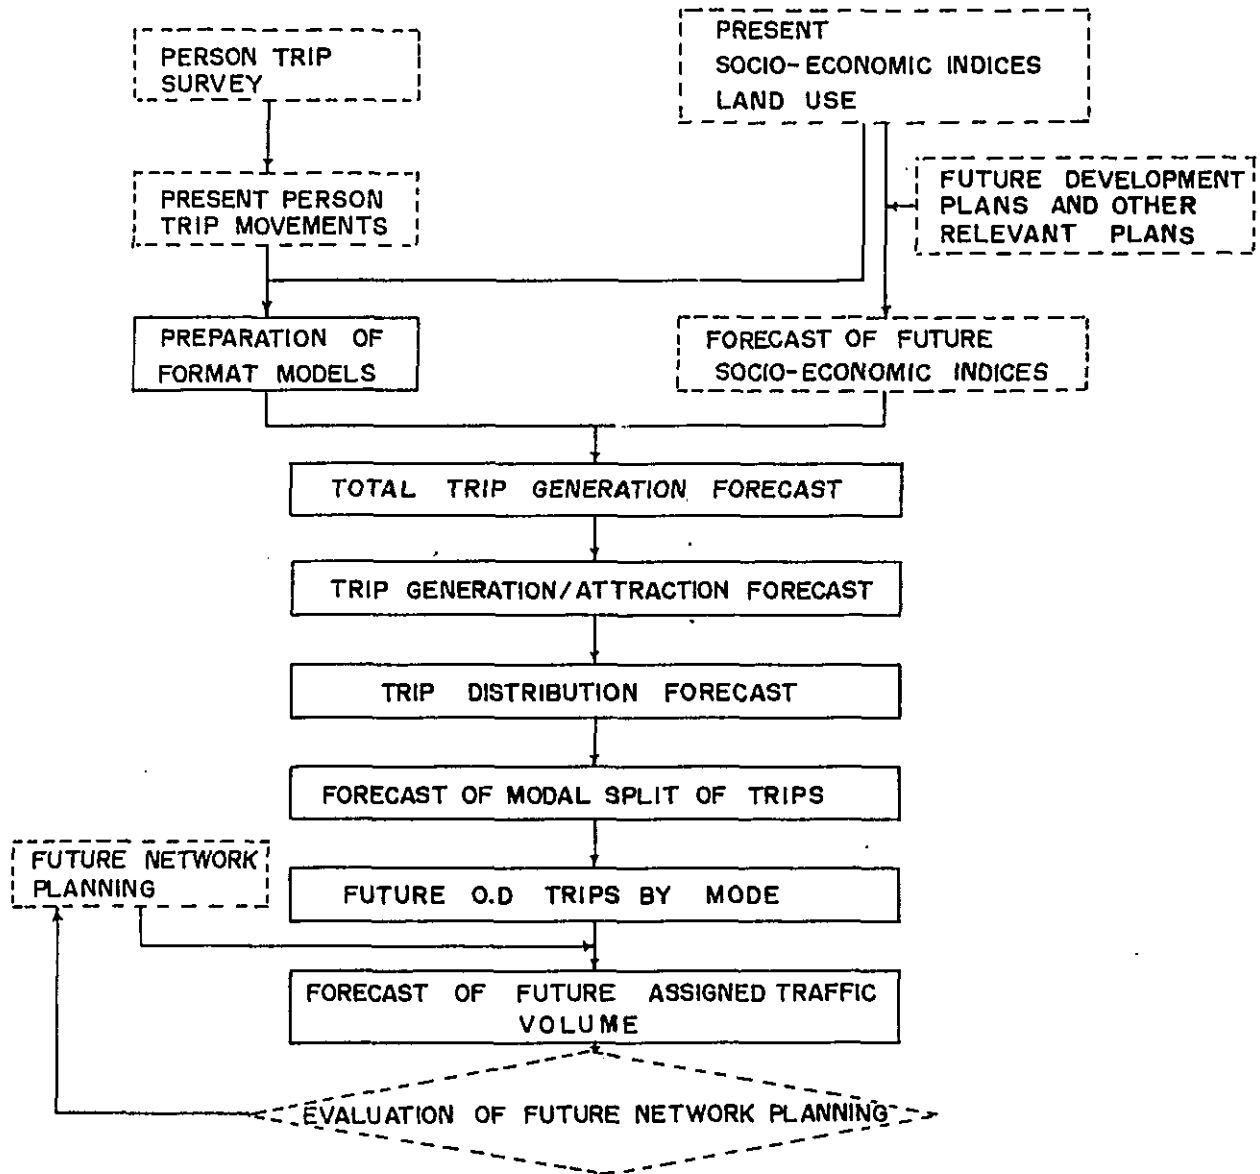 PERSON TRIP
SURVEY
PRESENT
SOCIO-ECONOMIC INDICES
LAND USE
PRESENT PERSON
TRIP MOVEMENTS
FUTURE DEVELOPMENT
PLANS AND OTHER
RELEVANT PLANS
PREPARATION OF
FORMAT MODELS
FORECAST OF FUTURE
SOCIO-ECONOMIC INDICES
TOTAL TRIP GENERATION FORECAST
TRIP GENERATION/ATTRACTION FORECAST
TRIP DISTRIBUTION FORECAST
FORECAST OF MODAL SPLIT OF TRIPS
FUTURE NETWORK
PLANNING
FUTURE O.D TRIPS BY MODE
FORECAST OF FUTURE ASSIGNED TRAFFIC
VOLUME
EVALUATION OF FUTURE NETWORK PLANNING